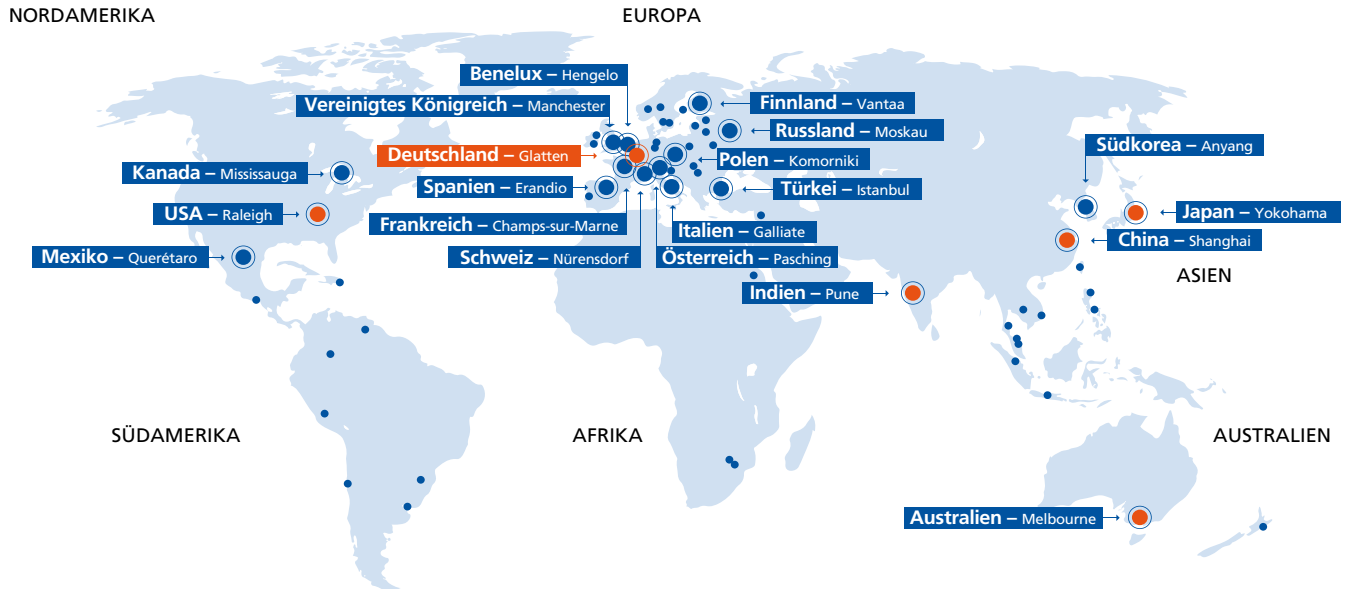 NORDAMERIKA
EUROPA
Benelux – Hengelo
Vereinigtes Königreich – Manchester
Finnland – Vantaa
Russland – Moskau
Südkorea – Anyang
Deutschland – Glatten
Polen – Komorniki
Kanada – Mississauga
Spanien – Erandio
Türkei – Istanbul
USA – Raleigh
Japan – Yokohama
Frankreich – Champs-sur-Marne
Italien – Galliate
China – Shanghai
Mexiko – Querétaro
Schweiz – Nürensdorf
Österreich – Pasching
ASIEN
Indien – Pune
SÜDAMERIKA
AFRIKA
AUSTRALIEN
Australien – Melbourne